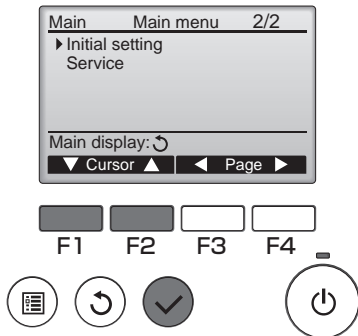 Main Main menu 2/2
Initial setting
Service
Main display:
Cursor Page
F1 F2 F3 F4